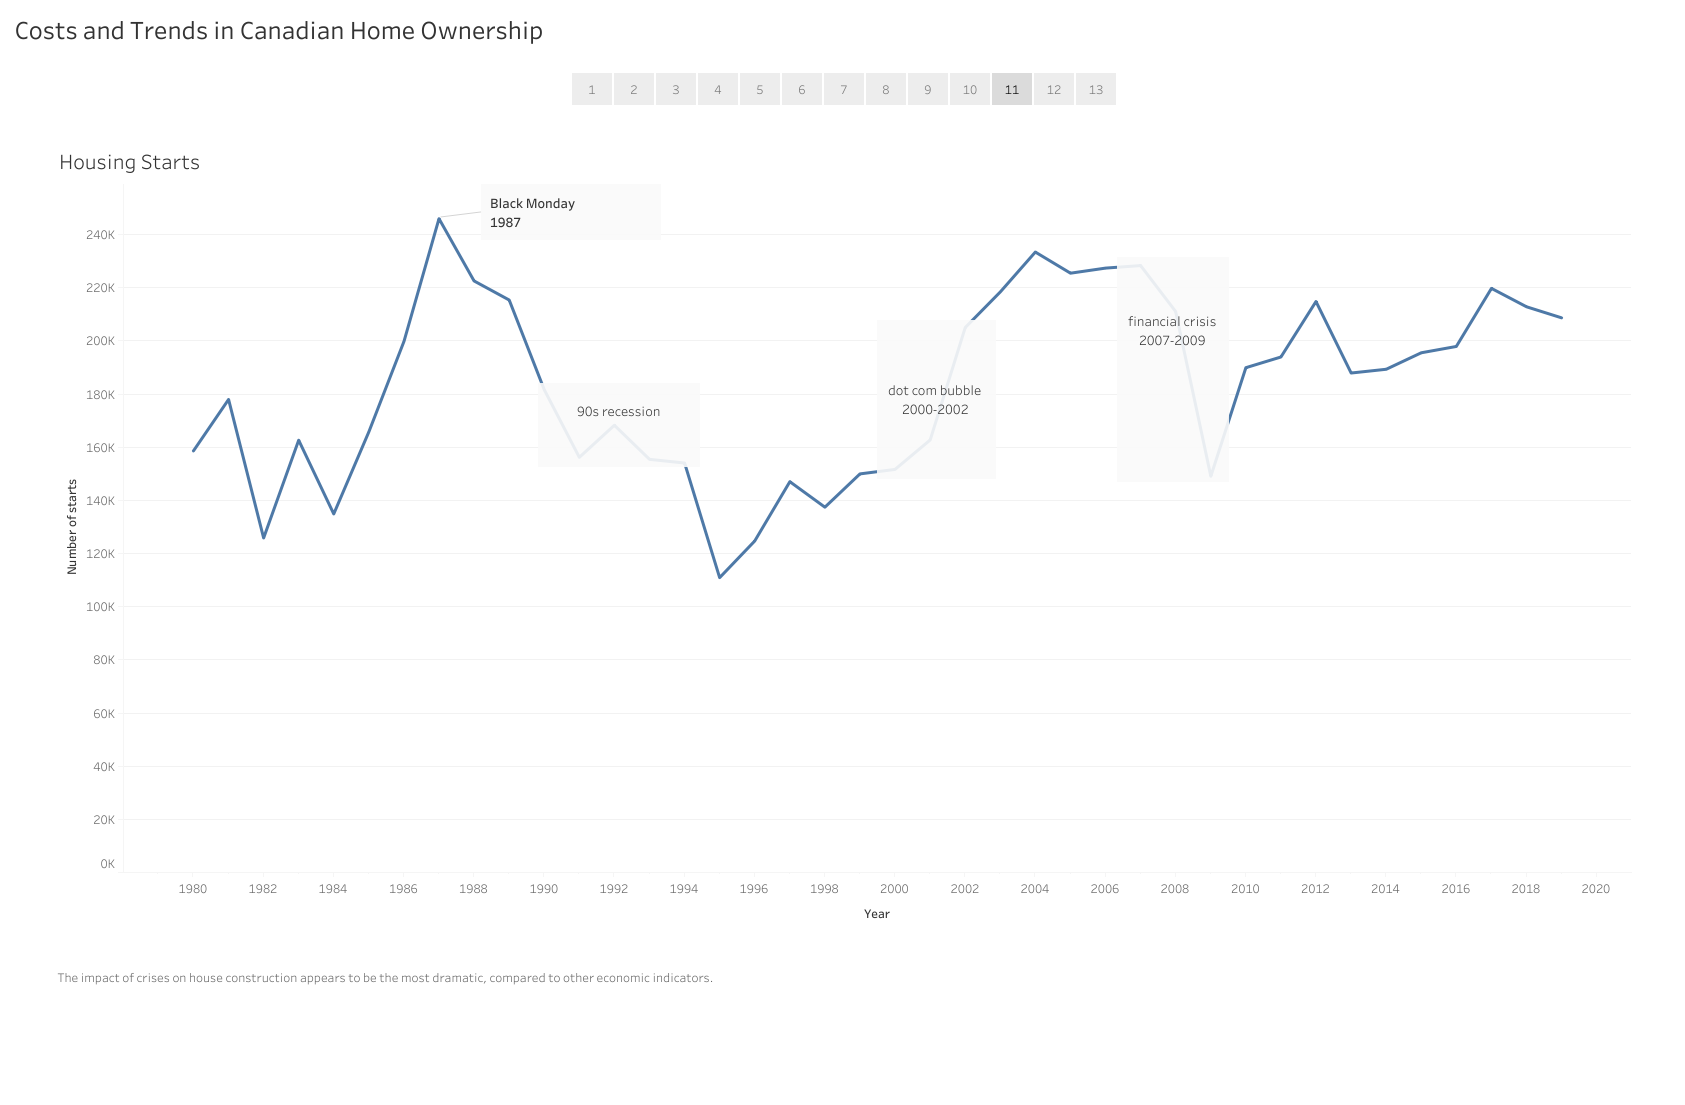 Costs and Trends in Canadian Home Ownership
1 2 3 4 5 6 7 8 9 10 11 12 13
Housing Starts
Black Monday
1987
240K
220K
financial crisis
2007-2009
200K
dot com bubble
2000-2002
180K
90s recession
160K
140K
Number of starts
120K
100K
80K
60K
40K
20K
0K
1980 1982 1984 1986 1988 1990 1992 1994 1996 1998 2000 2002 2004 2006 2008 2010 2012 2014 2016 2018 2020
Year
The impact of crises on house construction appears to be the most dramatic, compared to other economic indicators.